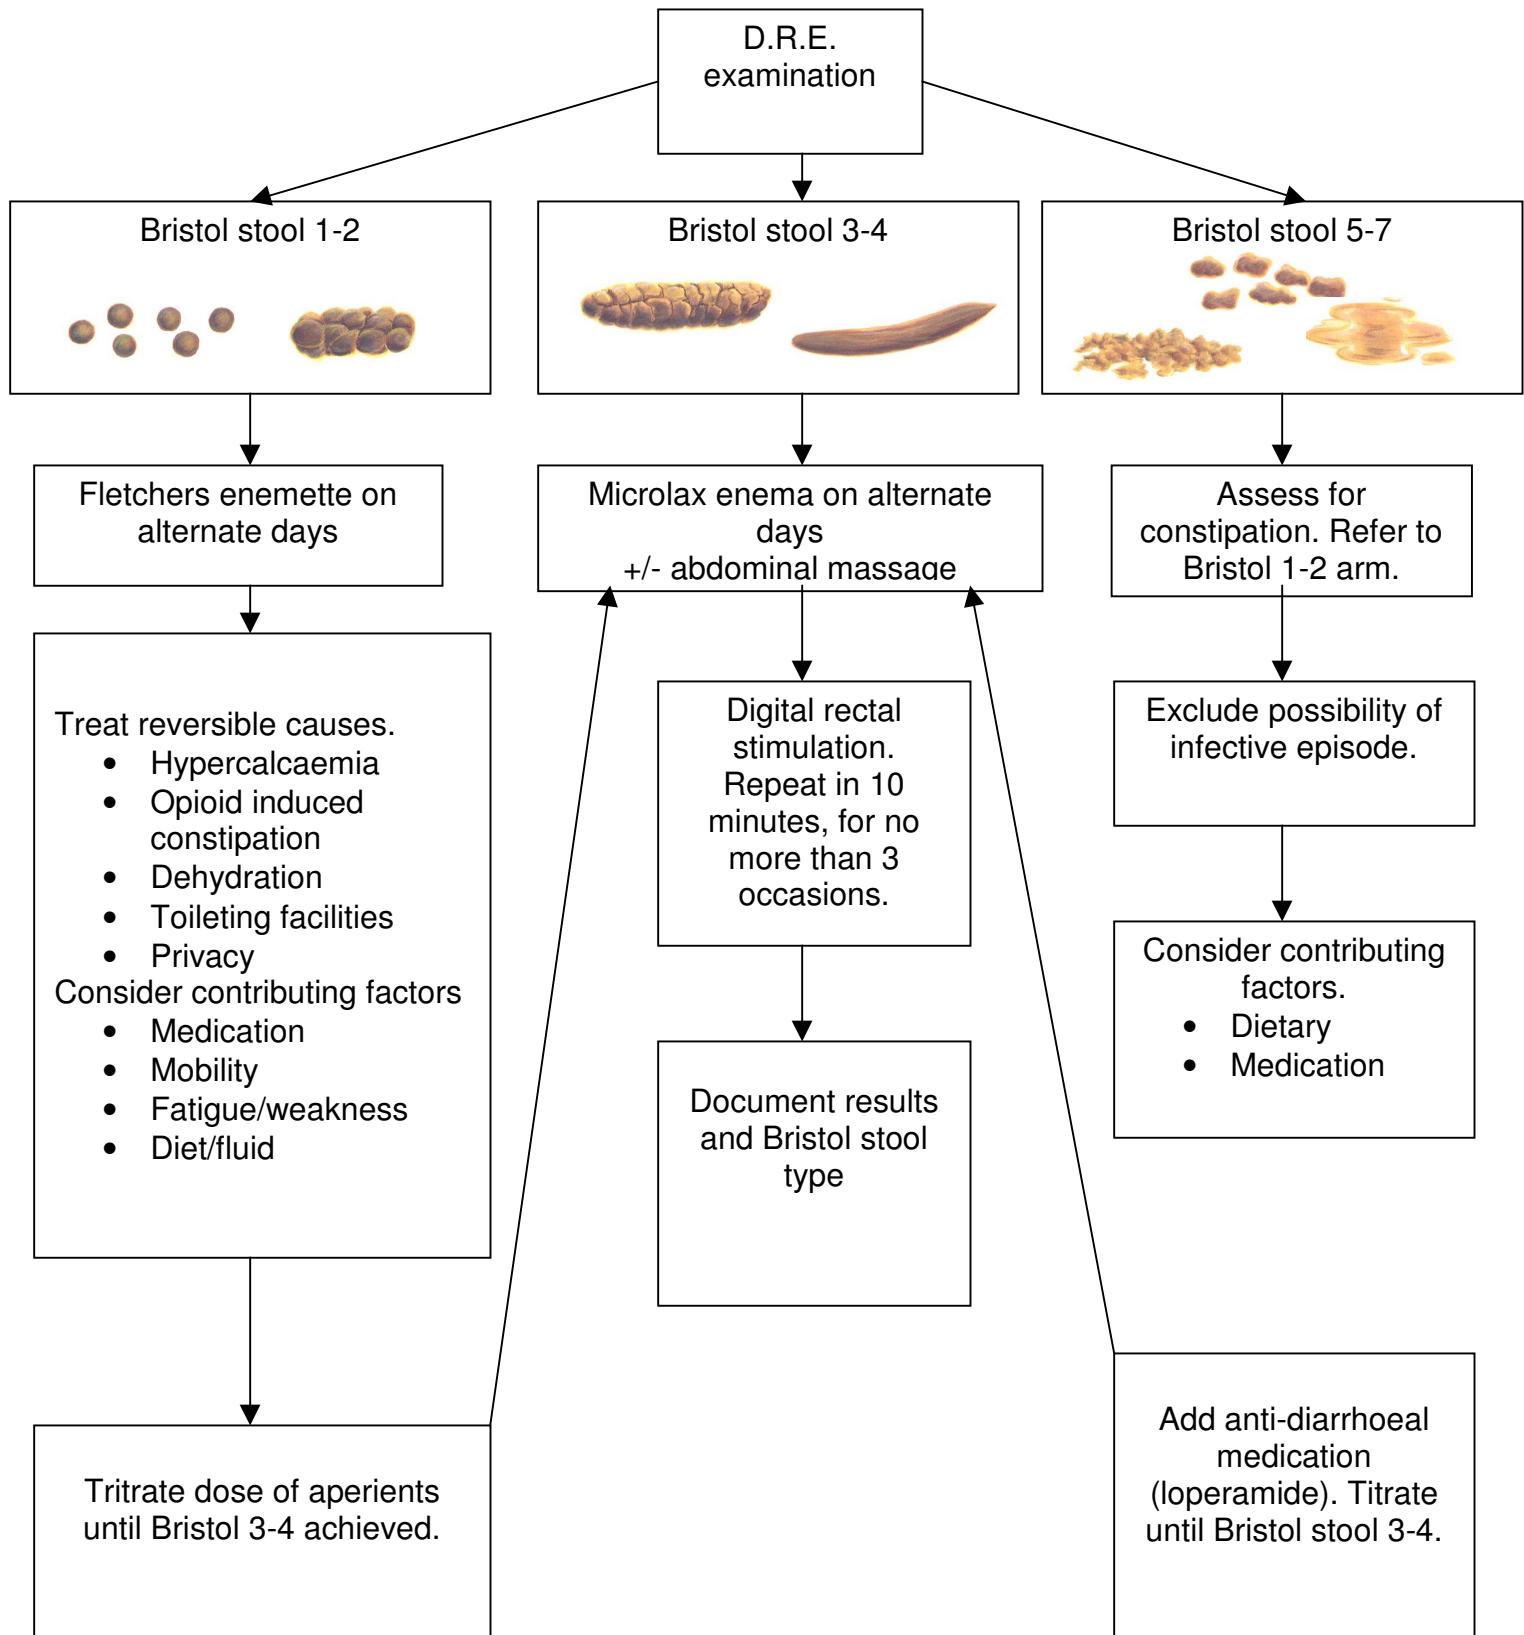 D.R.E.
examination
Bristol stool 1-2
Bristol stool 3-4
Bristol stool 5-7
Fletchers enemette on
alternate days
Microlax enema on alternate
days
+/- abdominal massage
Assess for
constipation. Refer to
Bristol 1-2 arm.
Treat reversible causes.
• Hypercalcaemia
• Opioid induced
constipation
• Dehydration
• Toileting facilities
• Privacy
Consider contributing factors
• Medication
• Mobility
• Fatigue/weakness
• Diet/fluid
Digital rectal
stimulation.
Repeat in 10
minutes, for no
more than 3
occasions.
Exclude possibility of
infective episode.
Consider contributing
factors.
• Dietary
• Medication
Document results
and Bristol stool
type
Tritrate dose of aperients
until Bristol 3-4 achieved.
Add anti-diarrhoeal
medication
(loperamide). Titrate
until Bristol stool 3-4.